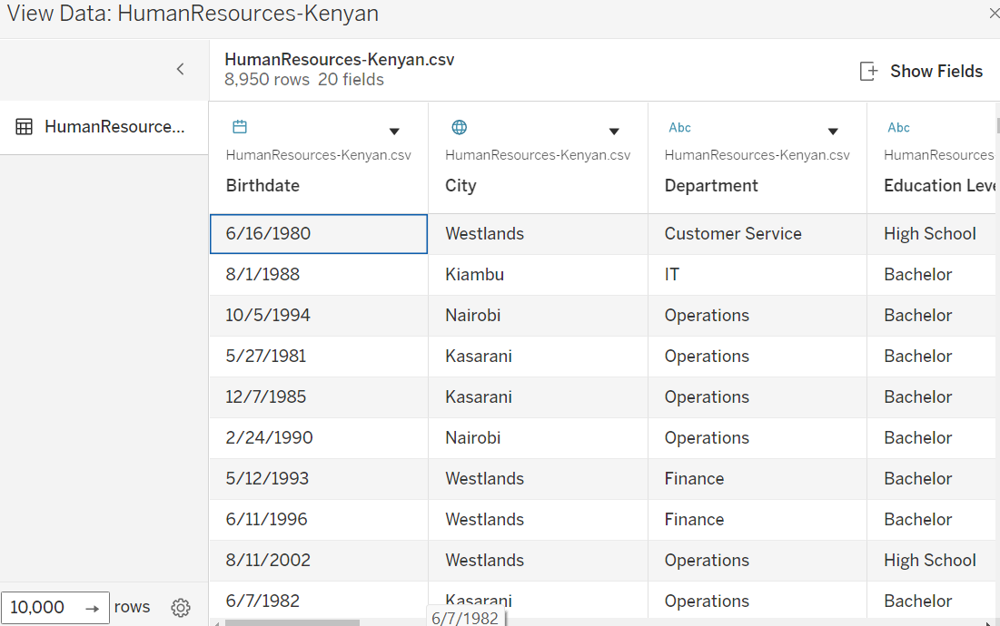 View Data: HumanResources-Kenyan
HumanResources-Kenyan.csv
8,950 rows 20 fields
Show Fields
HumanResource...
Abc Abc
HumanResources-Kenyan.csv HumanResources-Kenyan.csv HumanResources-Kenyan.csv HumanResources
Birthdate City Department Education Leve
6/16/1980 Westlands Customer Service High School
8/1/1988 Kiambu IT Bachelor
10/5/1994 Nairobi Operations Bachelor
5/27/1981 Kasarani Operations Bachelor
12/7/1985 Kasarani Operations Bachelor
2/24/1990 Nairobi Operations Bachelor
5/12/1993 Westlands Finance Bachelor
6/11/1996 Westlands Finance Bachelor
8/11/2002 Westlands Operations High School
6/7/1982 Kasarani Operations Bachelor
10,000 → rows
6/7/1982